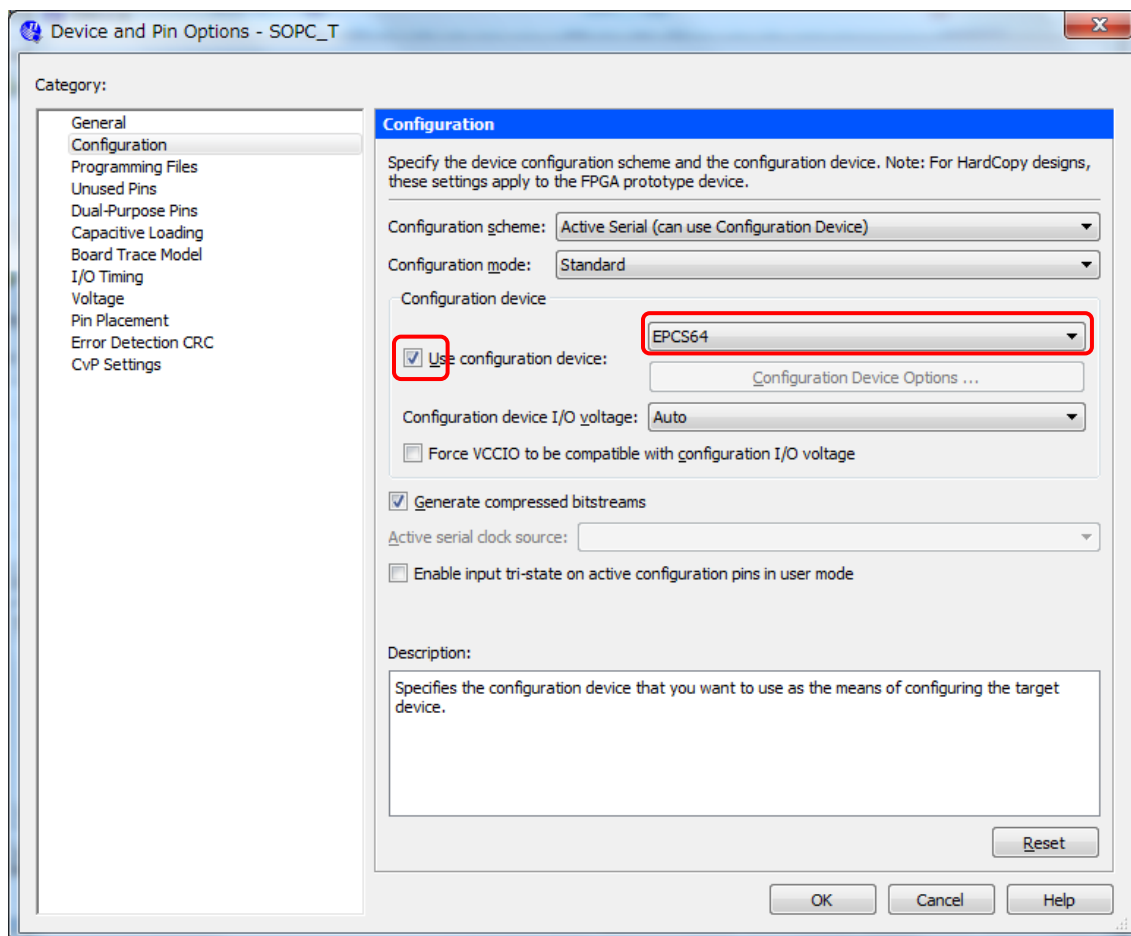 Device and Pin Options - SOPC_T
Category:
General
Configuration
Programming Files
Unused Pins
Dual-Purpose Pins
Capacitive Loading
Board Trace Model
I/O Timing
Voltage
Pin Placement
Error Detection CRC
CvP Settings
Configuration
Specify the device configuration scheme and the configuration device. Note: For HardCopy designs,
these settings apply to the FPGA prototype device.
Configuration scheme: Active Serial (can use Configuration Device)
Configuration mode: Standard
Configuration device
EPCS64
Use configuration device:
Configuration Device Options ...
Configuration device I/O voltage: Auto
Force VCCIO to be compatible with configuration I/O voltage
Generate compressed bitstreams
Active serial clock source:
Enable input tri-state on active configuration pins in user mode
Description:
Specifies the configuration device that you want to use as the means of configuring the target
device.
Reset
OK Cancel Help